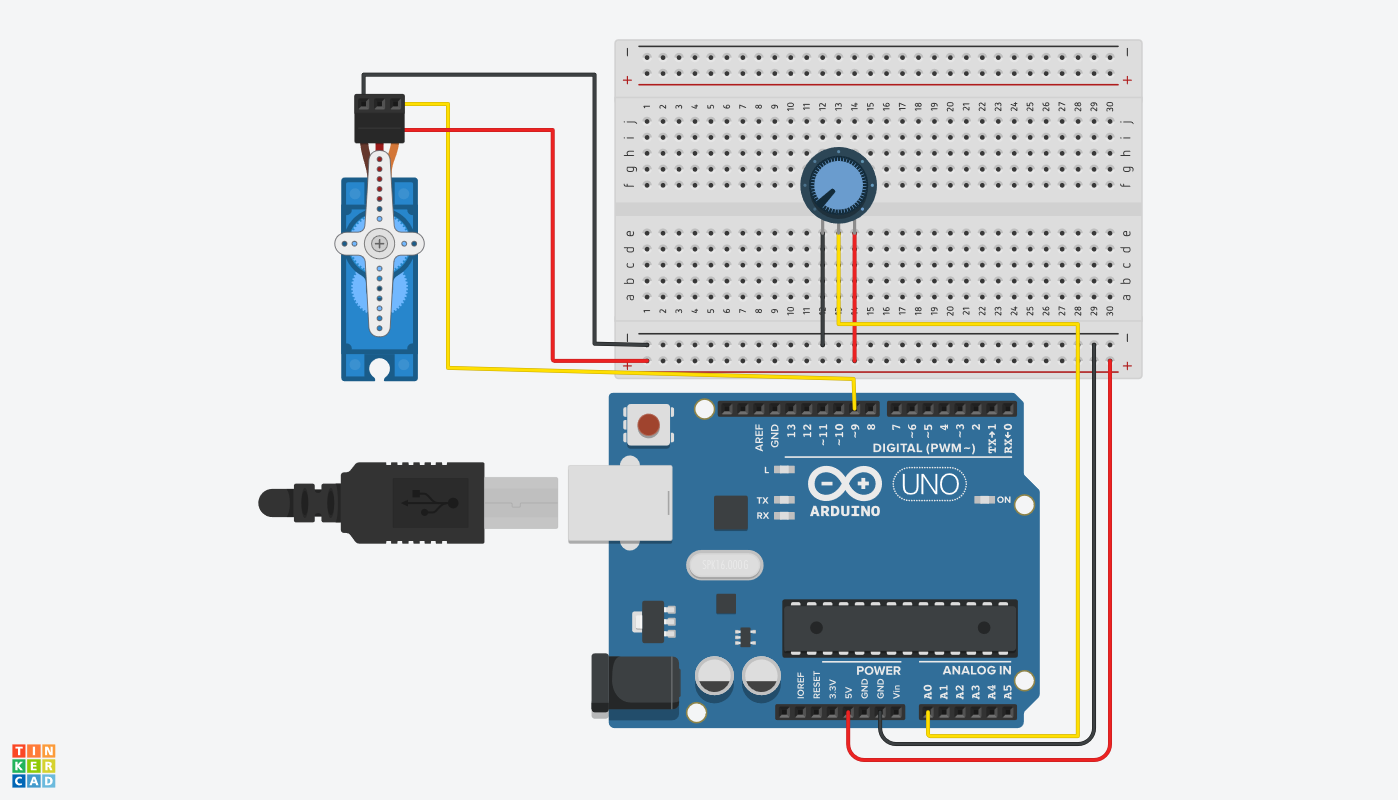 − −
+ +
1 2 3 4 5 6 7 8 9 10 11 12 13 14 15 16 17 18 19 20 21 22 23 24 25 26 27 28 29 30
j j
i i
h h
g g
f f
e e
d d
c c
b b
a a
1 2 3 4 5 6 7 8 9 10 11 12 13 14 15 16 17 18 19 20 21 22 23 24 25 26 27 28 29 30
− −
+ +
AREF GND 13 12 ~11 ~10 ~9 8 7 ~6 ~5 4 ~3 2 TX→1 RX←0
DIGITAL (PWM~)
L
TX
RX
UNO
ON
ARDUINO
POWER ANALOG IN
IOREF RESET 3.3V 5V GND GND Vin A0 A1 A2 A3 A4 A5
TIN
KER
CAD